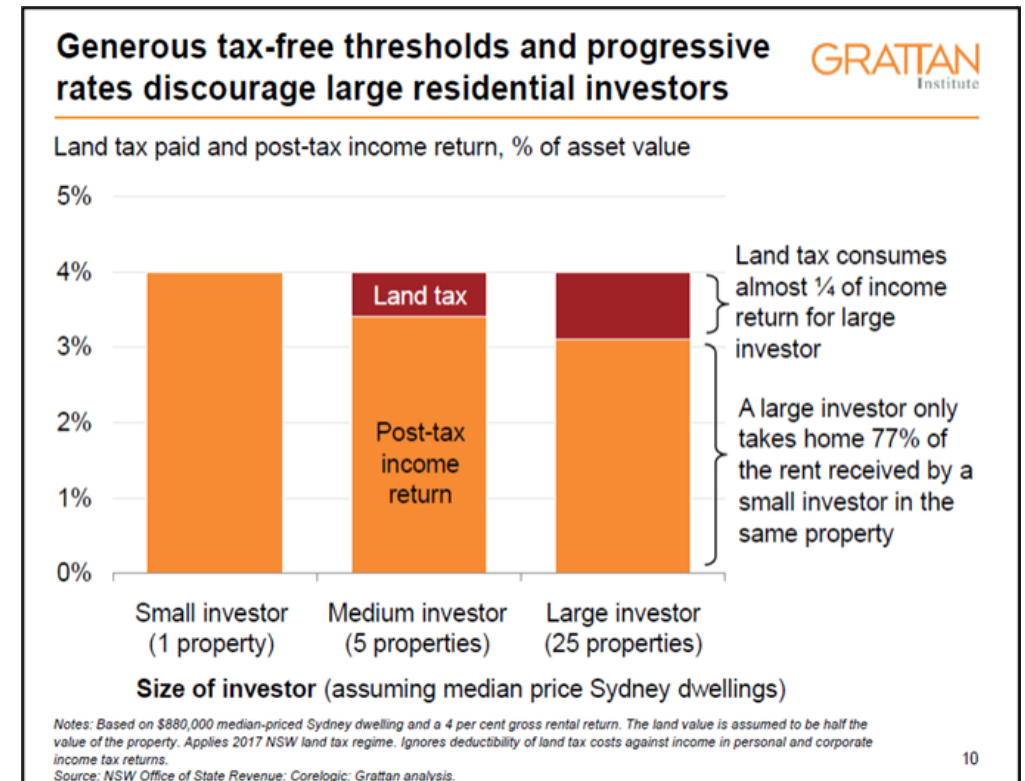 Generous tax-free thresholds and progressive
rates discourage large residential investors
GRATTAN
Institute
Land tax paid and post-tax income return, % of asset value
5%
4%
3%
2%
1%
0%
Land tax
Post-tax
income
return
Land tax consumes
almost ¼ of income
return for large
investor
A large investor only
takes home 77% of
the rent received by a
small investor in the
same property
Small investor
(1 property)
Medium investor
(5 properties)
Large investor
(25 properties)
Size of investor (assuming median price Sydney dwellings)
Notes: Based on $880,000 median-priced Sydney dwelling and a 4 per cent gross rental return. The land value is assumed to be half the
value of the property. Applies 2017 NSW land tax regime. Ignores deductibility of land tax costs against income in personal and corporate
income tax returns.
Source: NSW Office of State Revenue; Corelogic; Grattan analysis.
10